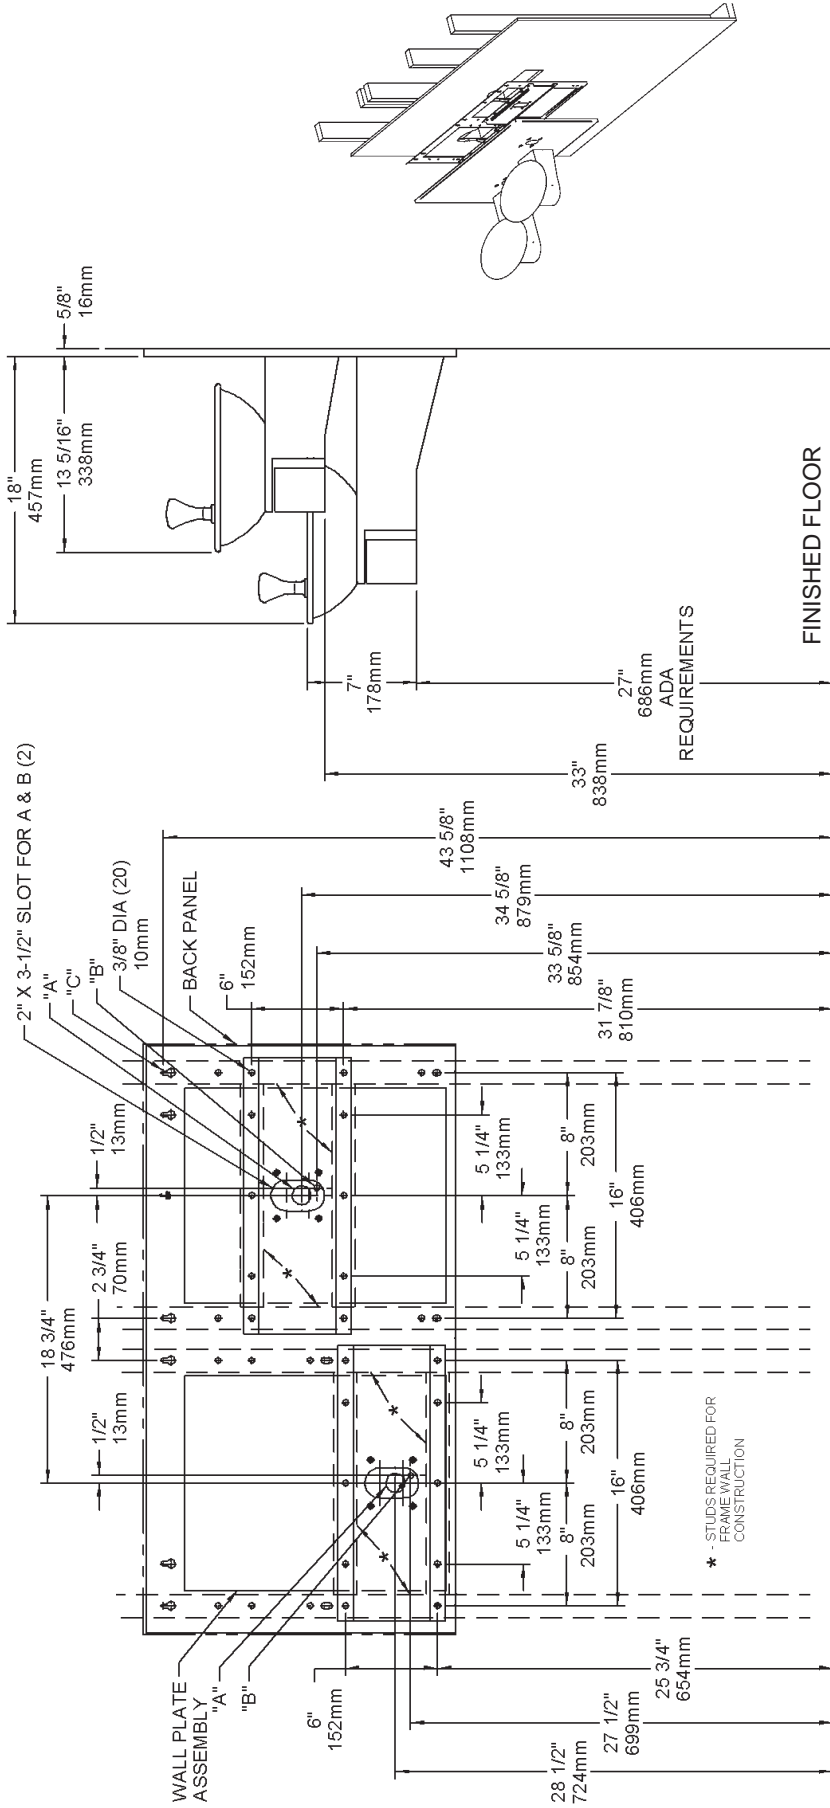 2" X 3-1/2" SLOT FOR A & B (2)
"A"
"C"
"B"
3/8" DIA (20)
10mm
BACK PANEL
WALL PLATE
ASSEMBLY
"A"
"B"
1/2"
13mm
18 3/4"
476mm
2 3/4"
70mm
1/2"
13mm
6"
152mm
6"
152mm
5 1/4"
133mm
5 1/4"
133mm
8"
203mm
8"
203mm
16"
406mm
5 1/4"
133mm
5 1/4"
133mm
8"
203mm
8"
203mm
16"
406mm
28 1/2"
724mm
27 1/2"
699mm
25 3/4"
654mm
* - STUDS REQUIRED FOR
FRAME WALL
CONSTRUCTION
31 7/8"
810mm
33 5/8"
854mm
34 5/8"
879mm
43 5/8"
1108mm
33"
838mm
27"
686mm
ADA
REQUIREMENTS
7"
178mm
18"
457mm
13 5/16"
338mm
5/8"
16mm
FINISHED FLOOR
*
*
*
*